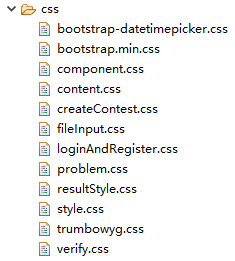 css
bootstrap-datetimepicker.css
bootstrap.min.css
component.css
content.css
createContest.css
fileInput.css
loginAndRegister.css
problem.css
resultStyle.css
style.css
trumbowyg.css
verify.css